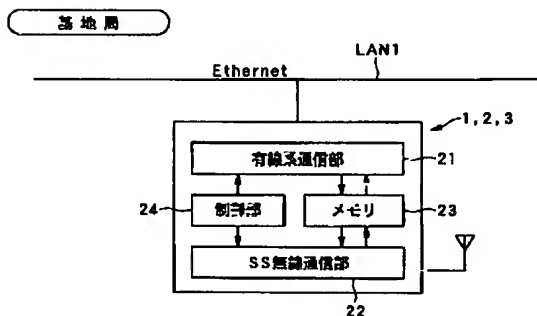 基地局
LAN1
Ethernet
1,2,3
有線系通信部
21
24
制御部
メモリ
23
SS無線通信部
22